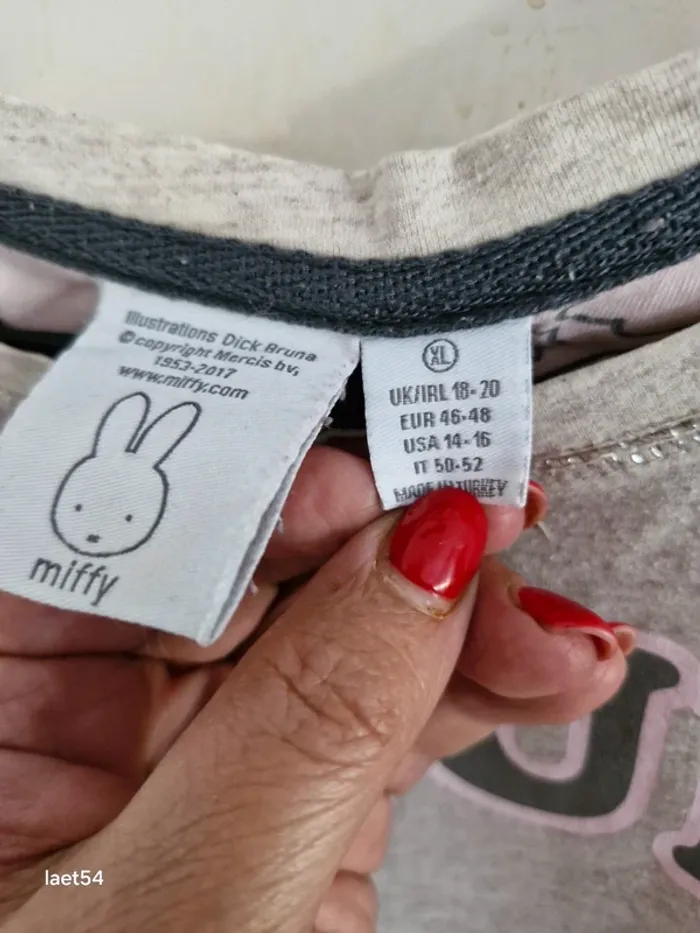 Illustrations Dick Bruna
© copyright Mercis bv,
1953-2017
www.miffy.com
miffy
XL
UK/IRL 18-20
EUR 46-48
USA 14-16
IT 50-52
MADE IN TURKEY
laet54